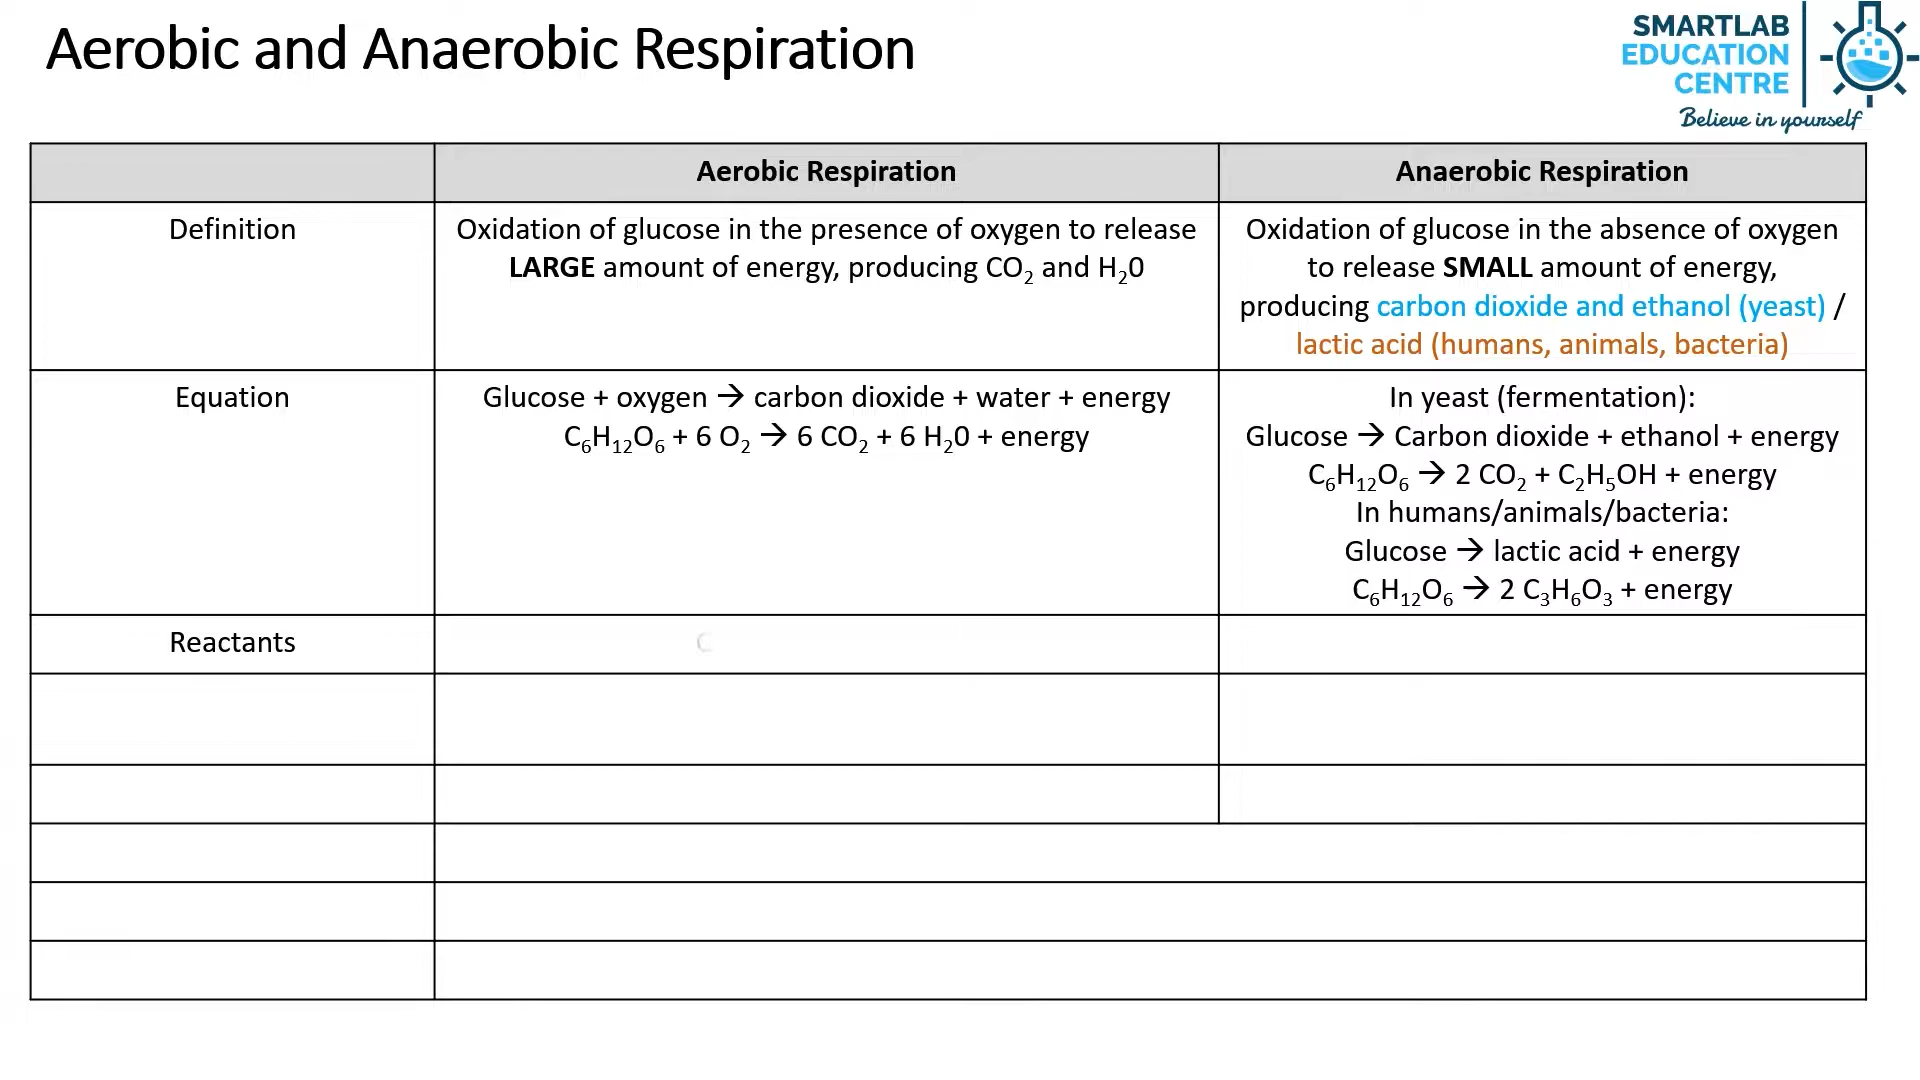 Aerobic and Anaerobic Respiration
SMARTLAB
EDUCATION
CENTRE
Believe in yourself
Aerobic Respiration
Anaerobic Respiration
Definition
Oxidation of glucose in the presence of oxygen to release
LARGE amount of energy, producing CO₂ and H₂0
Oxidation of glucose in the absence of oxygen
to release SMALL amount of energy,
producing carbon dioxide and ethanol (yeast) /
lactic acid (humans, animals, bacteria)
Equation
Glucose + oxygen → carbon dioxide + water + energy
C₆H₁₂O₆ + 6 O₂ → 6 CO₂ + 6 H₂0 + energy
In yeast (fermentation):
Glucose → Carbon dioxide + ethanol + energy
C₆H₁₂O₆ → 2 CO₂ + C₂H₅OH + energy
In humans/animals/bacteria:
Glucose → lactic acid + energy
C₆H₁₂O₆ → 2 C₃H₆O₃ + energy
Reactants